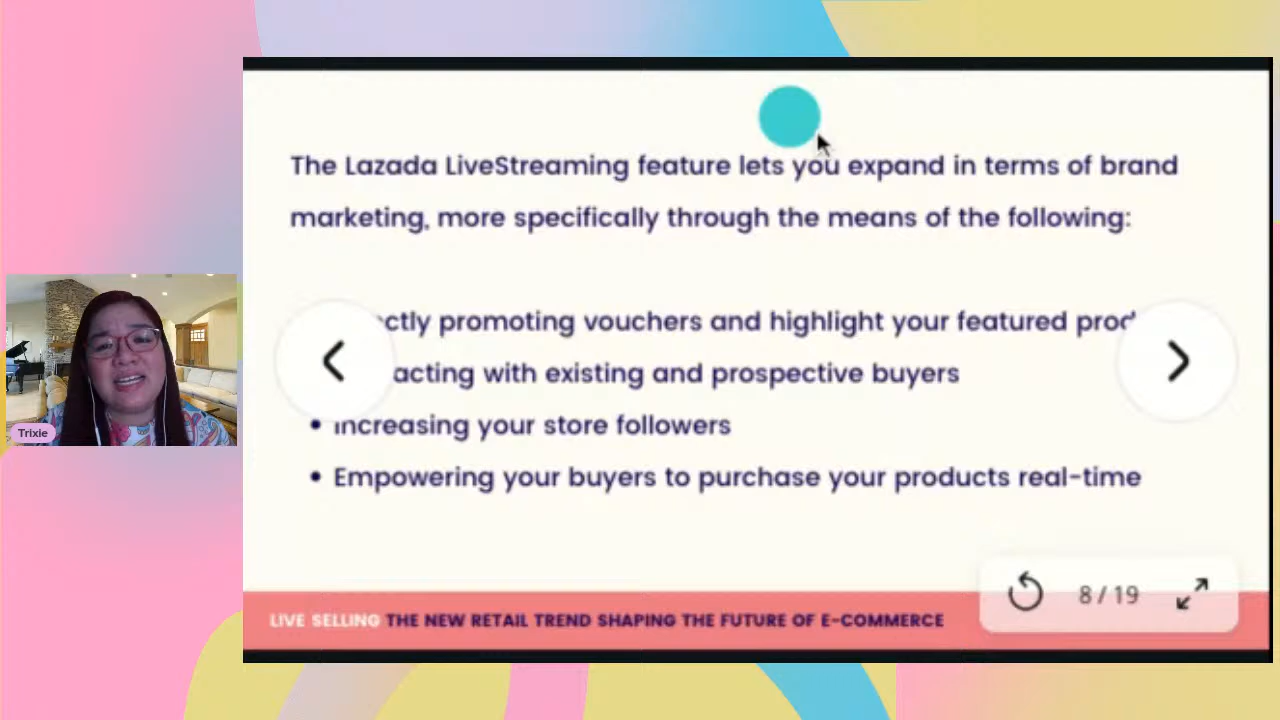 The Lazada LiveStreaming feature lets you expand in terms of brand
marketing, more specifically through the means of the following:
promoting vouchers and highlight your featured
with existing and prospective buyers
• Increasing your store followers
• Empowering your buyers to purchase your products real-time
Trixie
8 / 19
LIVE SELLING THE NEW RETAIL TREND SHAPING THE FUTURE OF E-COMMERCE